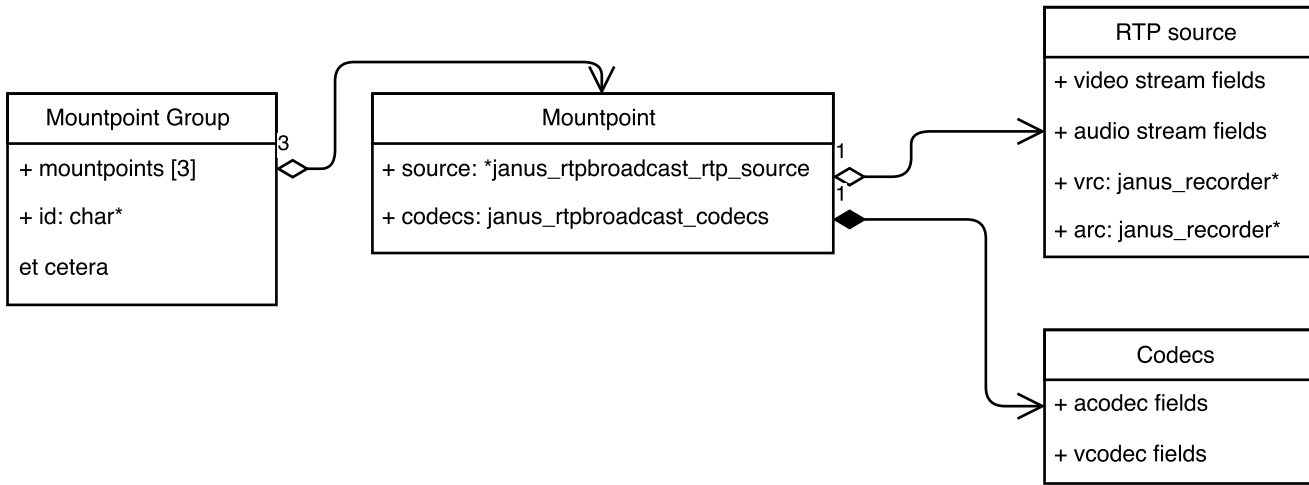 Mountpoint Group
+ mountpoints [3]
+ id: char*
et cetera
3
Mountpoint
+ source: *janus_rtpbroadcast_rtp_source
+ codecs: janus_rtpbroadcast_codecs
1
1
RTP source
+ video stream fields
+ audio stream fields
+ vrc: janus_recorder*
+ arc: janus_recorder*
Codecs
+ acodec fields
+ vcodec fields